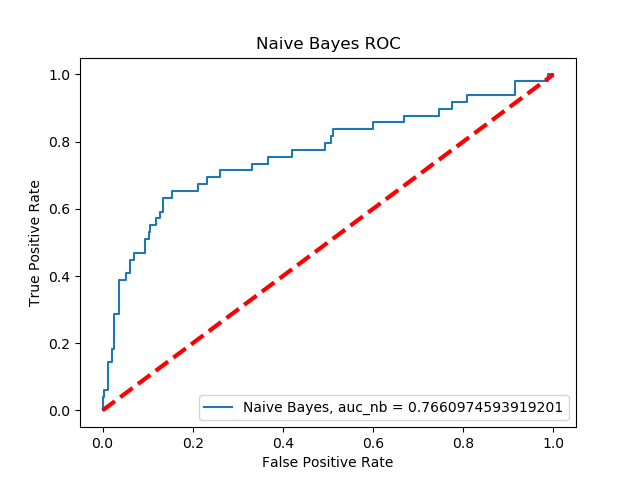 Naive Bayes ROC
1.0
0.8
0.6
0.4
0.2
0.0
True Positive Rate
Naive Bayes, auc_nb = 0.7660974593919201
0.0 0.2 0.4 0.6 0.8 1.0
False Positive Rate